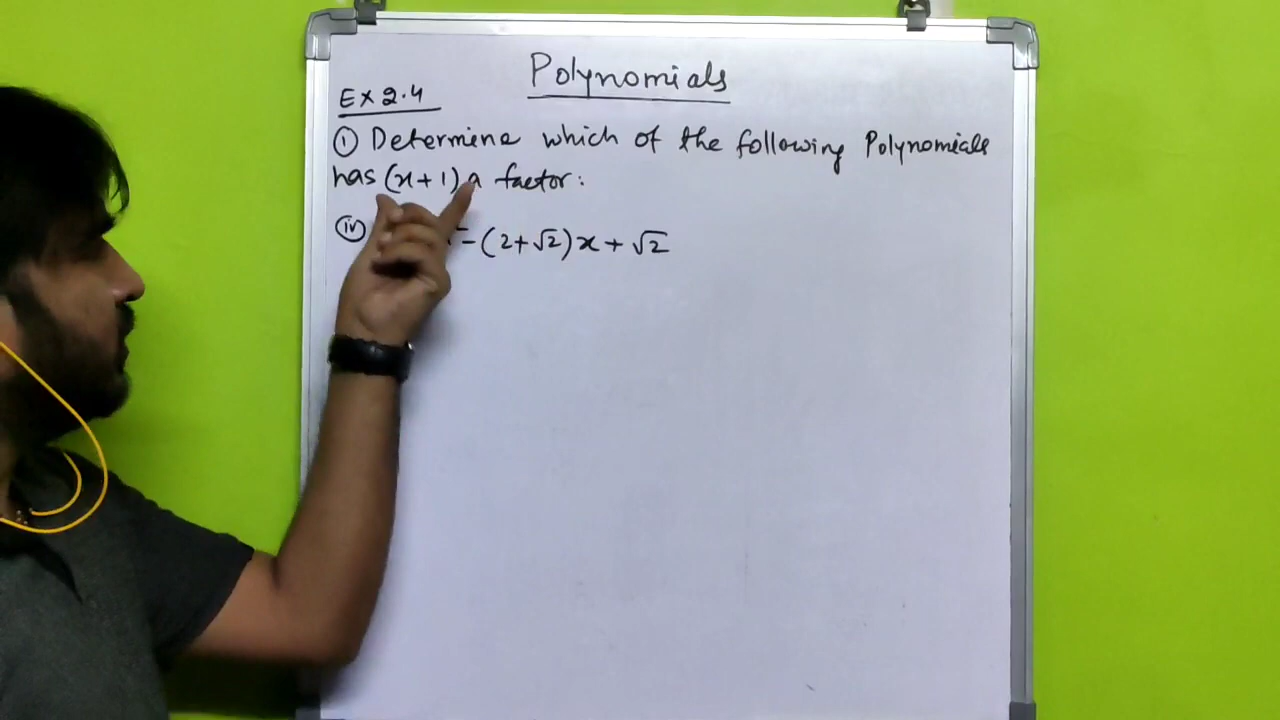 Polynomials
Ex 2.4
① Determine which of the following Polynomials
has (x+1) a factor:
(iv) -(2+√2)x+√2